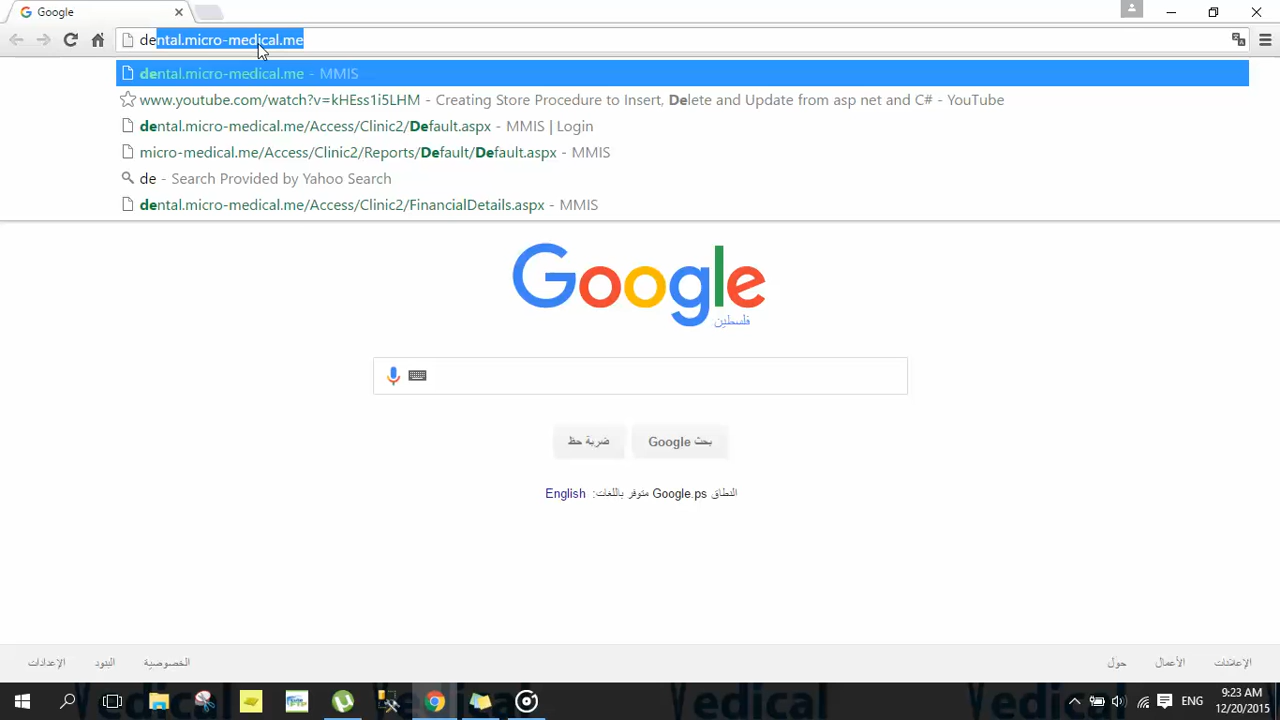 Google
dental.micro-medical.me
dental.micro-medical.me - MMIS
www.youtube.com/watch?v=kHEss1i5LHM - Creating Store Procedure to Insert, Delete and Update from asp net and C# - YouTube
dental.micro-medical.me/Access/Clinic2/Default.aspx - MMIS | Login
micro-medical.me/Access/Clinic2/Reports/Default/Default.aspx - MMIS
de - Search Provided by Yahoo Search
dental.micro-medical.me/Access/Clinic2/FinancialDetails.aspx - MMIS
Google
فلسطين
بحث Google ضربة حظ
النطاق Google.ps متوفر باللغات: English
الإعلانات الأعمال حول الخصوصية البنود الإعدادات
ENG
9:23 AM
12/20/2015